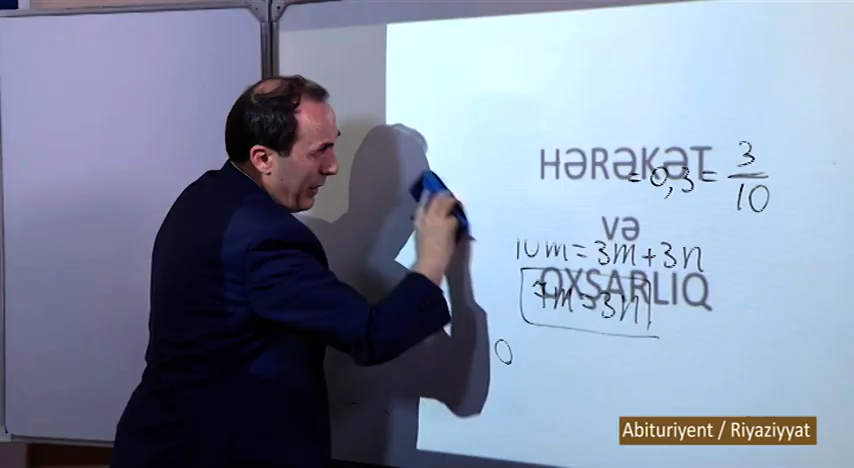 HƏRƏKƏT
= 0,3 = 3/10
və
10m = 3m + 3n
OXŞARLIQ
7m = 3n
0
Abituriyent / Riyaziyyat